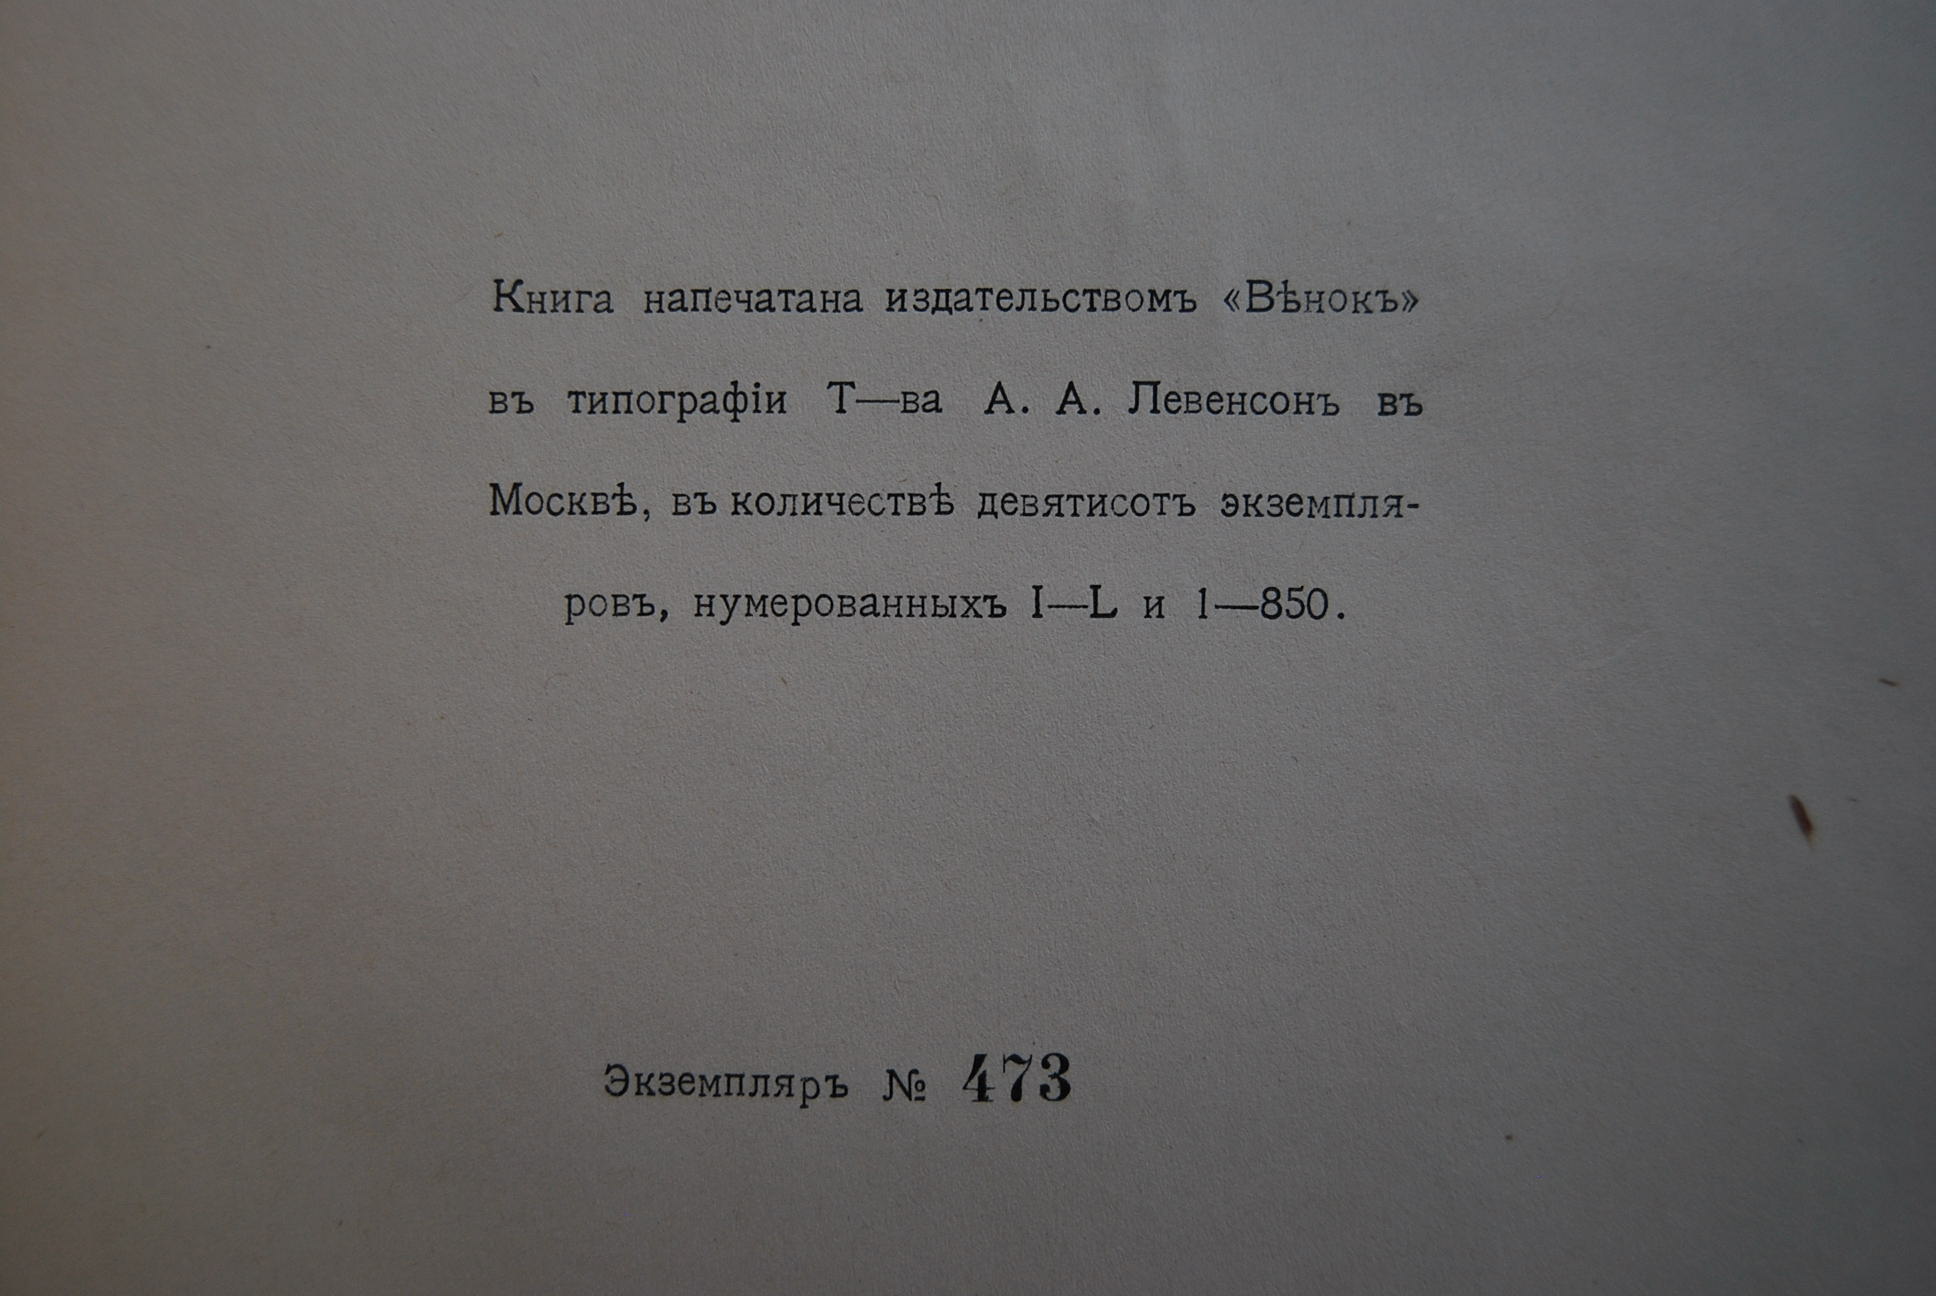 Книга напечатана издательствомъ «Вѣнокъ»
въ типографіи Т—ва А. А. Левенсонъ въ
Москвѣ, въ количествѣ девятисотъ экземпля-
ровъ, нумерованныхъ I—L и 1—850.
Экземпляръ № 473